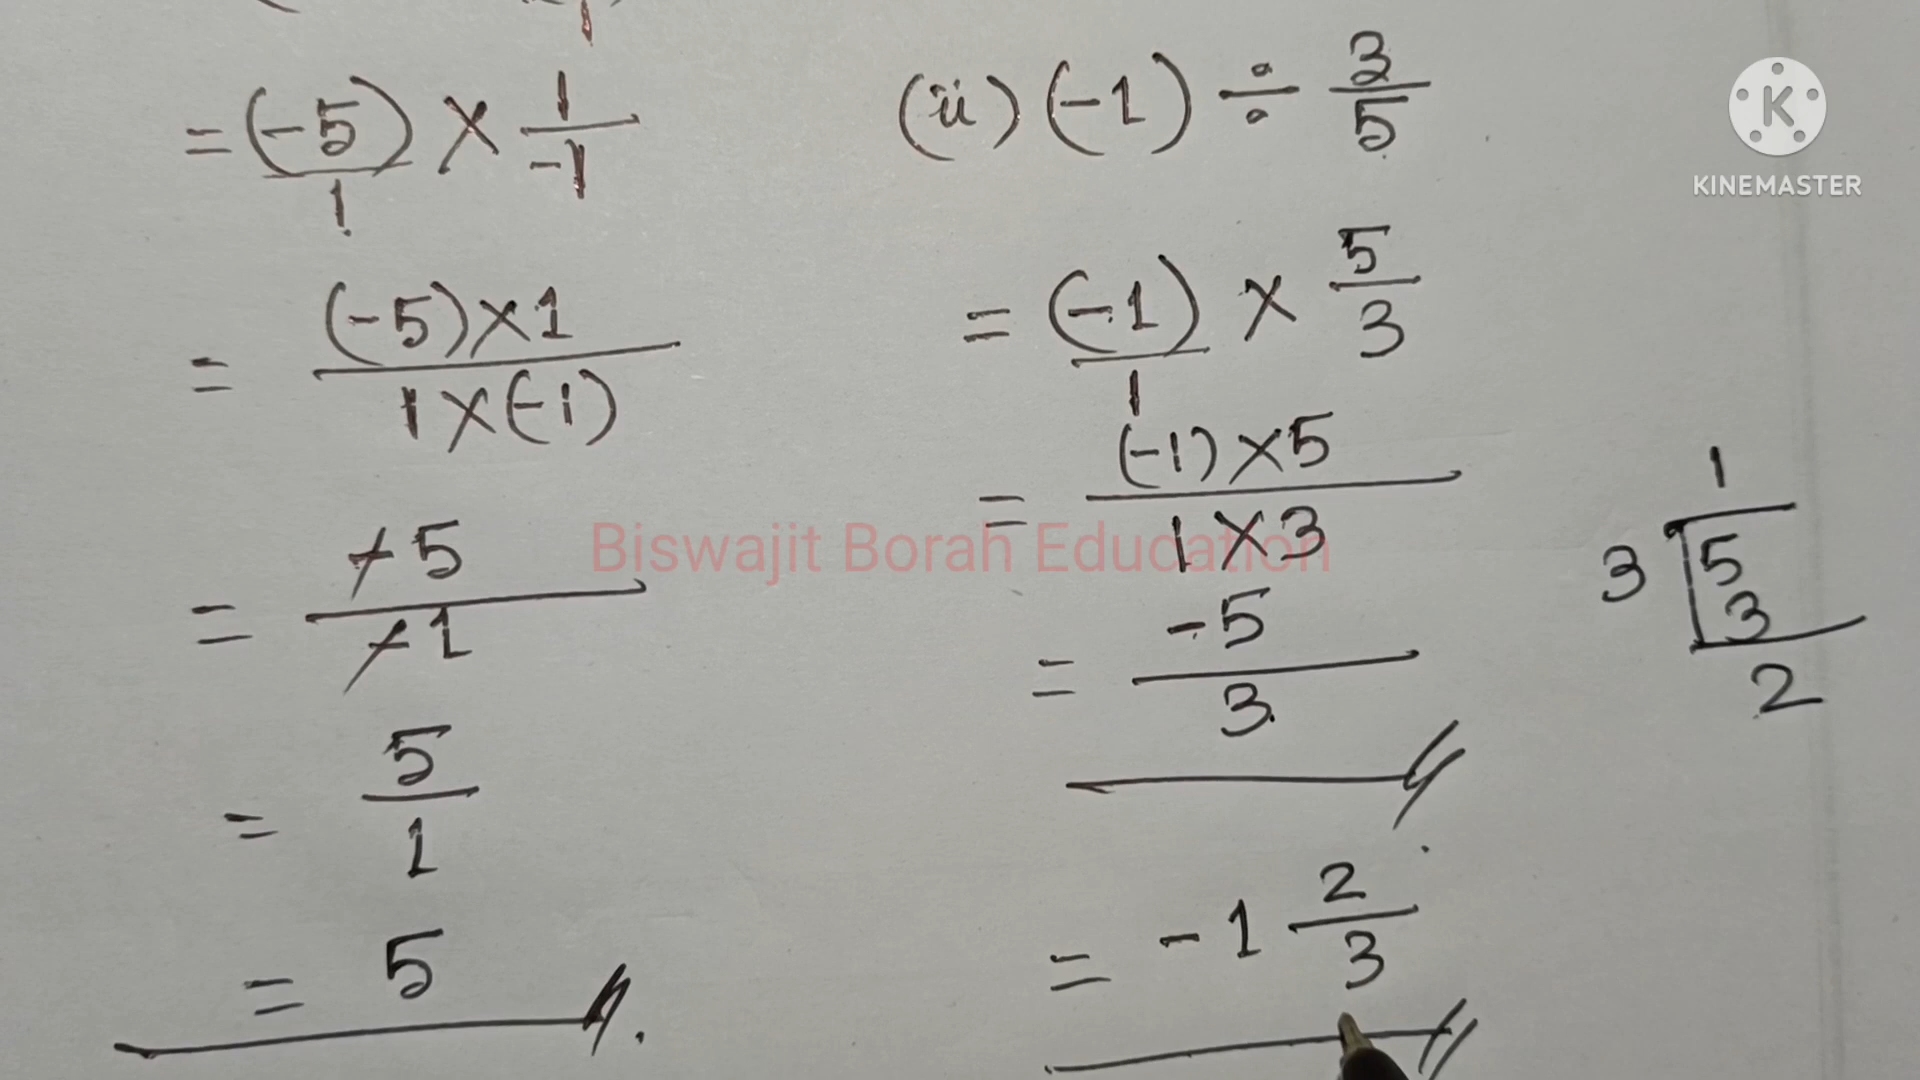 = (-5)/1 × 1/-1
= (-5)×1 / 1×(-1)
= -5 / -1
= 5/1
= 5
(ii) (-1) ÷ 3/5
= (-1)/1 × 5/3
= (-1)×5 / 1×3
= -5/3
= -1 2/3
1
3 5
3
2
Biswajit Borah Education
K
KINEMASTER